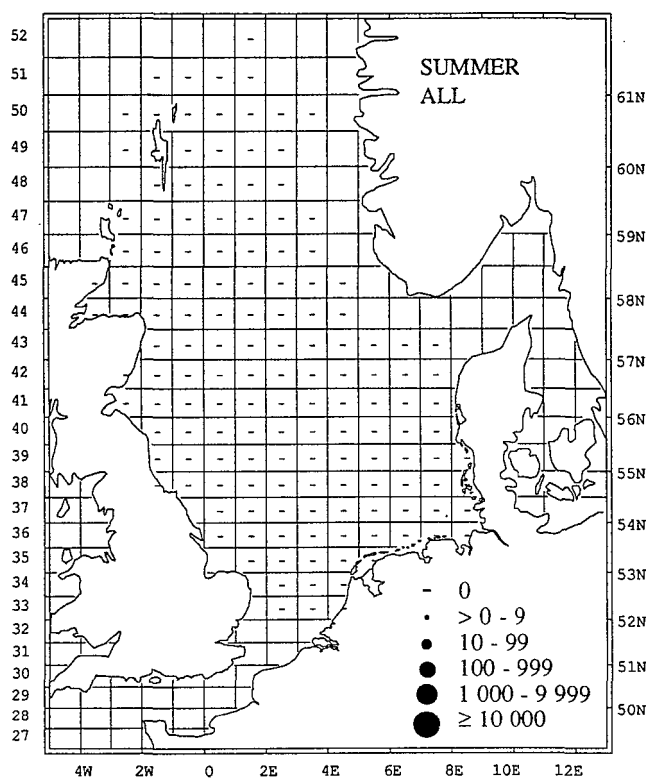 52
51
50
49
48
47
46
45
44
43
42
41
40
39
38
37
36
35
34
33
32
31
30
29
28
27
SUMMER
ALL
61N
60N
59N
58N
57N
56N
55N
54N
53N
52N
51N
50N
- 0
• > 0 - 9
● 10 - 99
● 100 - 999
● 1 000 - 9 999
● ≥ 10 000
4W 2W 0 2E 4E 6E 8E 10E 12E